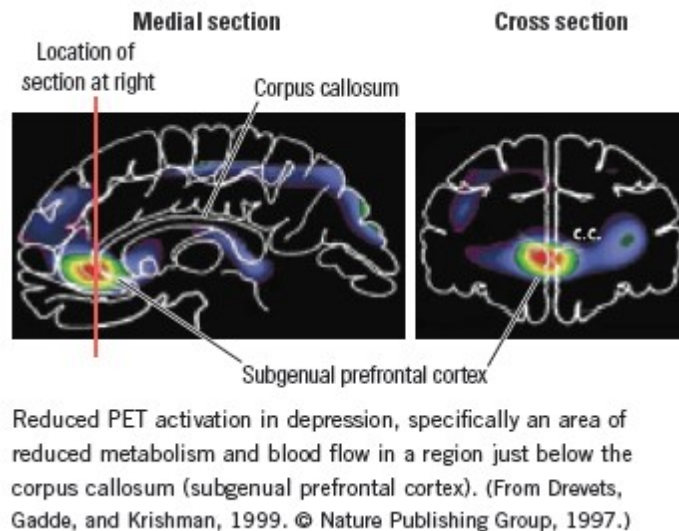 Medial section
Cross section
Location of
section at right
Corpus callosum
c.c.
Subgenual prefrontal cortex
Reduced PET activation in depression, specifically an area of
reduced metabolism and blood flow in a region just below the
corpus callosum (subgenual prefrontal cortex). (From Drevets,
Gadde, and Krishman, 1999. © Nature Publishing Group, 1997.)